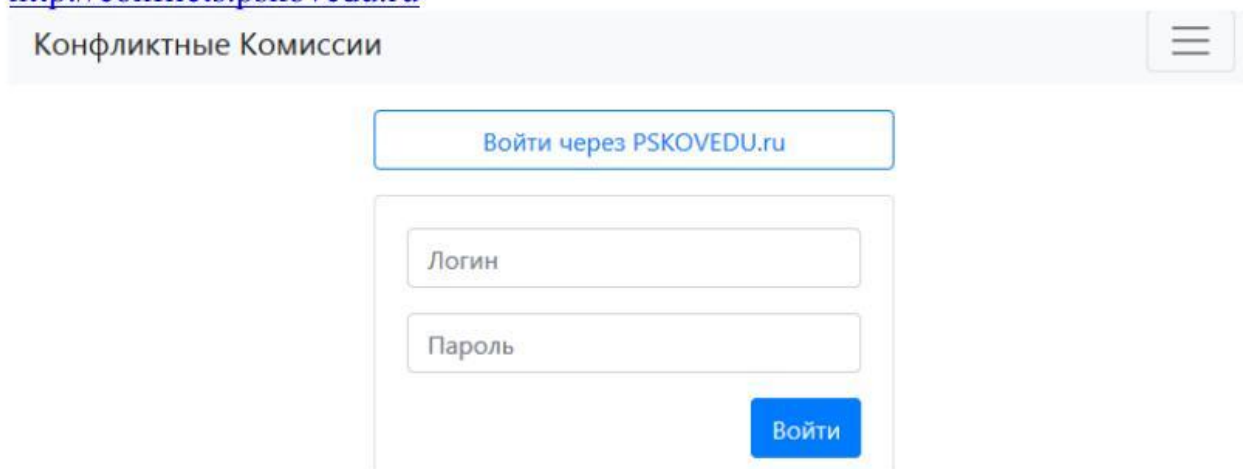 Конфликтные Комиссии
Войти через PSKOVEDU.ru
Логин
Пароль
Войти